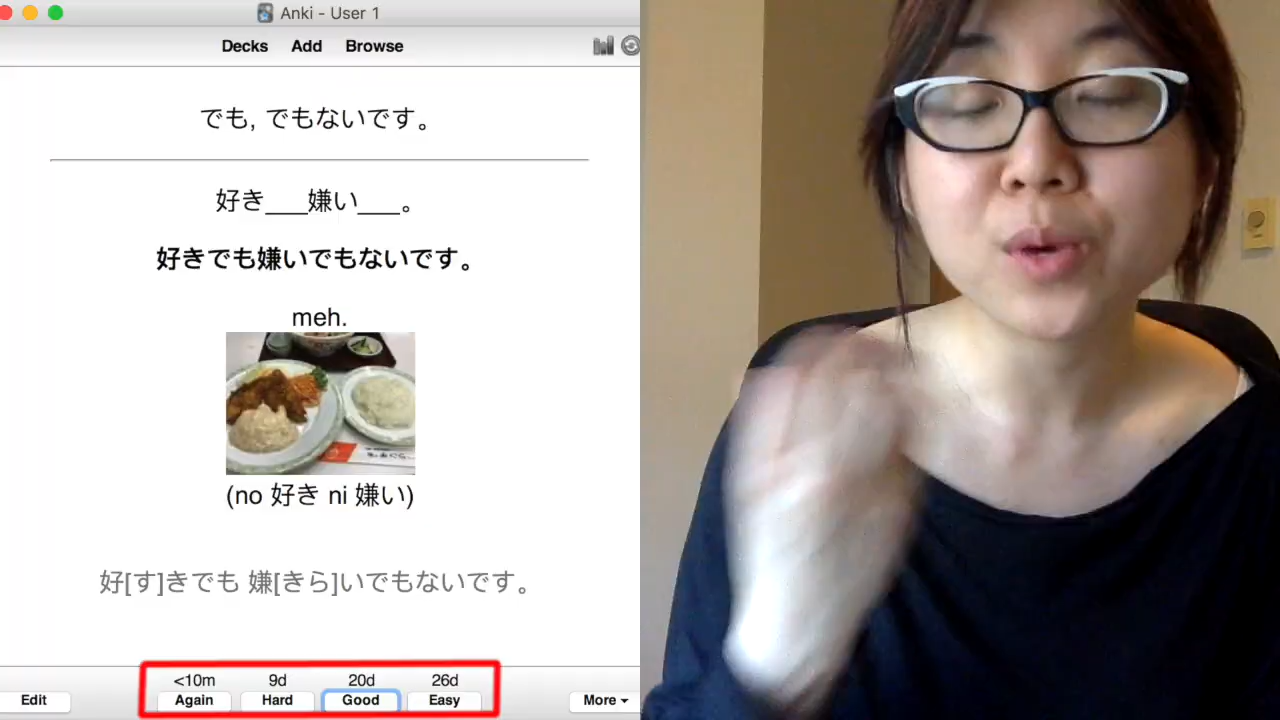 Anki - User 1
Decks Add Browse
でも, でもないです。
好き___嫌い___。
好きでも嫌いでもないです。
meh.
(no 好き ni 嫌い)
好[す]きでも 嫌[きら]いでもないです。
<10m 9d 20d 26d
Edit Again Hard Good Easy More